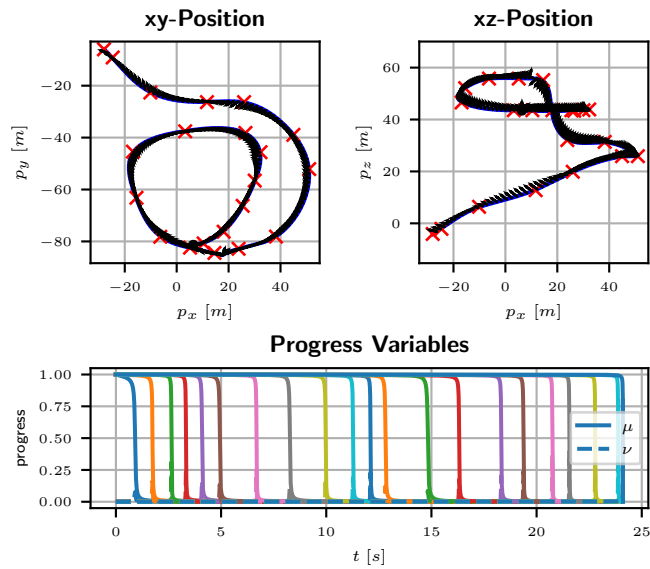 xy-Position
xz-Position
−20
−40
−60
−80
p_y [m]
−20
0
20
40
p_x [m]
60
40
20
0
p_z [m]
−20
0
20
40
p_x [m]
Progress Variables
1.00
0.75
0.50
0.25
0.00
progress
μ
ν
0
5
10
15
20
25
t [s]